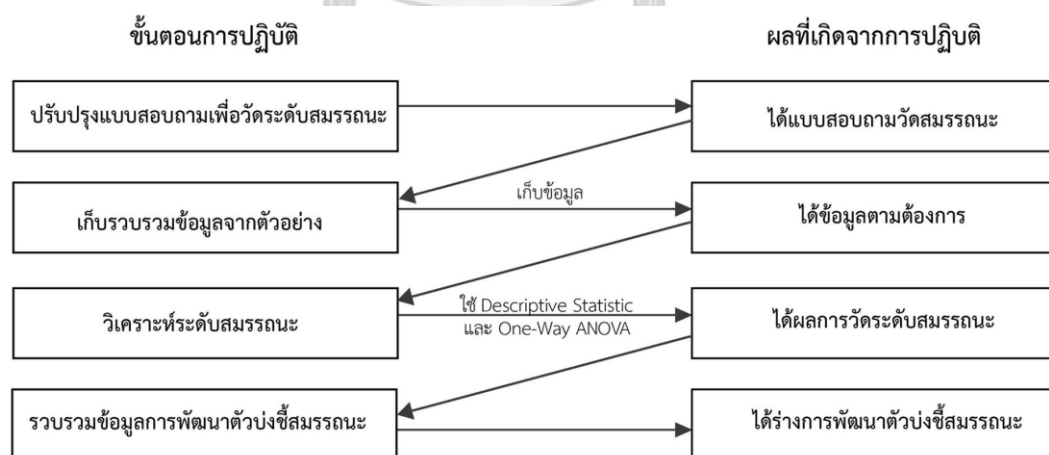 ขั้นตอนการปฏิบัติ
ผลที่เกิดจากการปฏิบติ
ปรับปรุงแบบสอบถามเพื่อวัดระดับสมรรถนะ
ได้แบบสอบถามวัดสมรรถนะ
เก็บข้อมูล
เก็บรวบรวมข้อมูลจากตัวอย่าง
ได้ข้อมูลตามต้องการ
ใช้ Descriptive Statistic
และ One-Way ANOVA
วิเคราะห์ระดับสมรรถนะ
ได้ผลการวัดระดับสมรรถนะ
รวบรวมข้อมูลการพัฒนาตัวบ่งชี้สมรรถนะ
ได้ร่างการพัฒนาตัวบ่งชี้สมรรถนะ